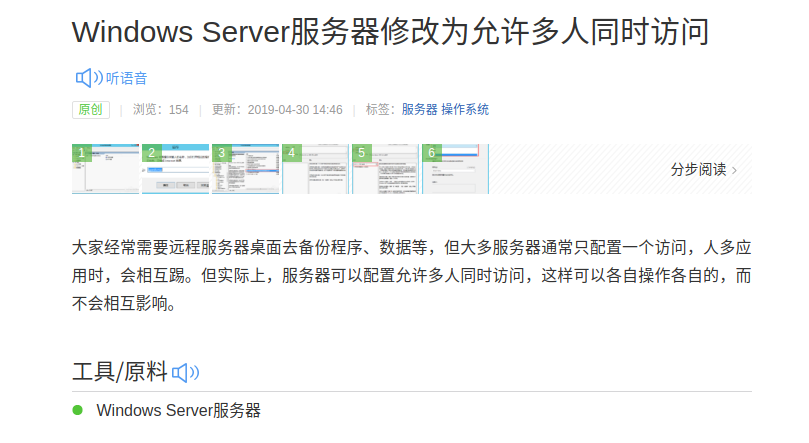 Windows Server服务器修改为允许多人同时访问
听语音
原创 | 浏览：154 | 更新：2019-04-30 14:46 | 标签：服务器 操作系统
1 2 3 4 5 6
分步阅读
大家经常需要远程服务器桌面去备份程序、数据等，但大多服务器通常只配置一个访问，人多应
用时，会相互踢。但实际上，服务器可以配置允许多人同时访问，这样可以各自操作各自的，而
不会相互影响。
工具/原料
Windows Server服务器